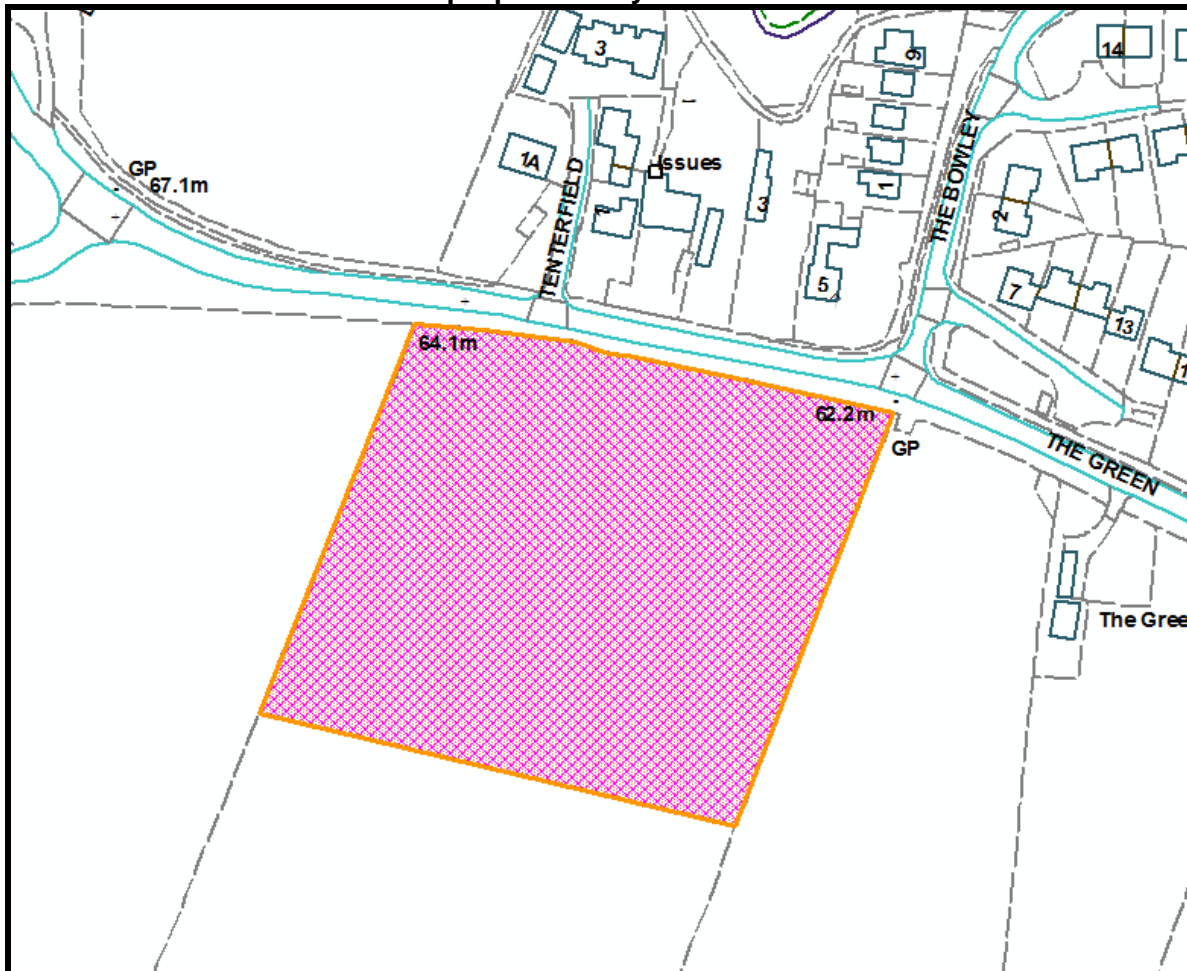 3
9
14
1A
Issues
GP
67.1m
TENTERFIELD
3
1
THE BOWLEY
2
5
7
13
64.1m
62.2m
GP
THE GREEN
The Gree